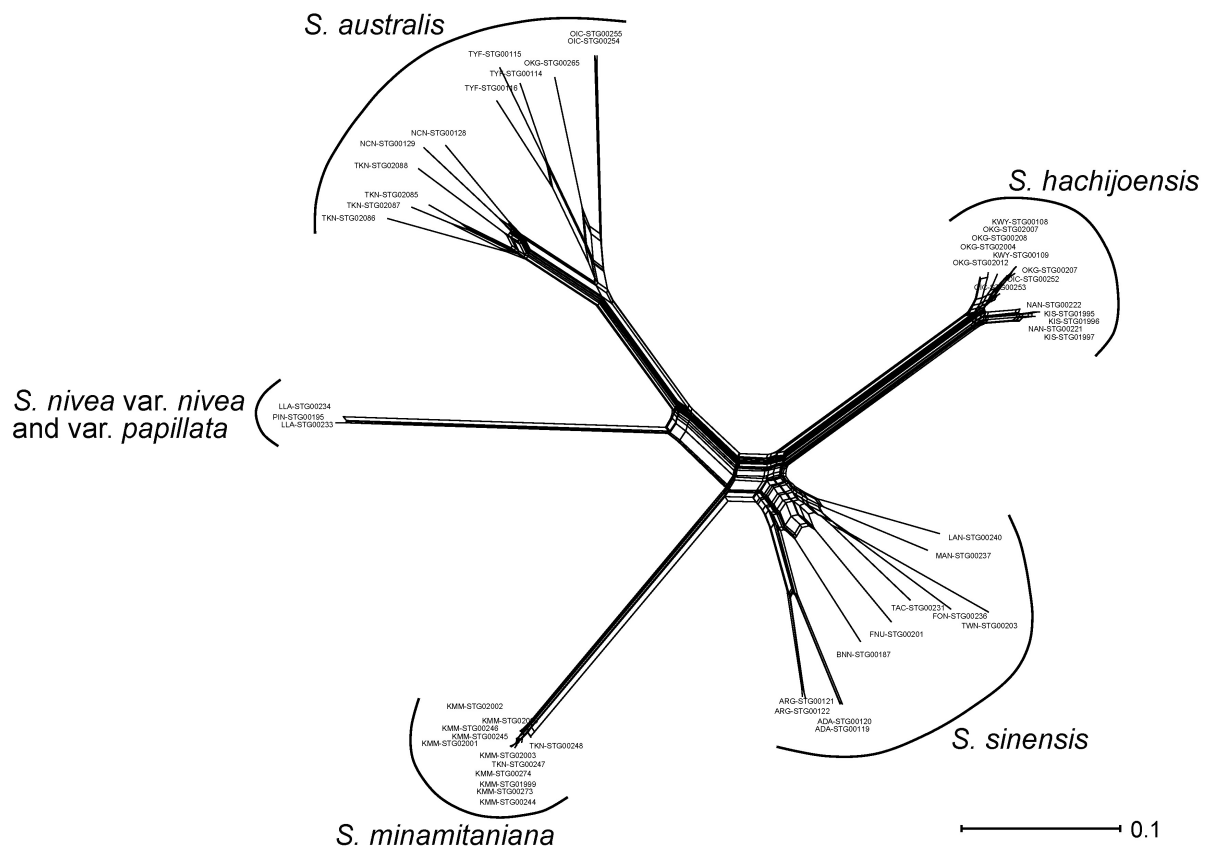 S. australis
OIC-STG00255
OIC-STG00254
TYF-STG00115
OKG-STG00265
TYF-STG00114
TYF-STG00116
NCN-STG00128
NCN-STG00129
TKN-STG02088
TKN-STG02085
TKN-STG02087
TKN-STG02086
S. hachijoensis
KWY-STG00108
OKG-STG02007
OKG-STG00208
OKG-STG02004
KWY-STG00109
OKG-STG02012
OKG-STG00207
OIC-STG00252
OIC-STG00253
NAN-STG00222
KIS-STG01995
KIS-STG01996
NAN-STG00221
KIS-STG01997
S. nivea var. nivea
and var. papillata
LLA-STG00234
PIN-STG00195
LLA-STG00233
LAN-STG00240
MAN-STG00237
TAC-STG00231
FON-STG00236
TWN-STG00203
FNU-STG00201
BNN-STG00187
ARG-STG00121
ARG-STG00122
ADA-STG00120
ADA-STG00119
S. sinensis
KMM-STG02002
KMM-STG00246
KMM-STG00245
KMM-STG02001
TKN-STG00248
KMM-STG02003
TKN-STG00247
KMM-STG00274
KMM-STG01999
KMM-STG00273
KMM-STG00244
S. minamitaniana
0.1